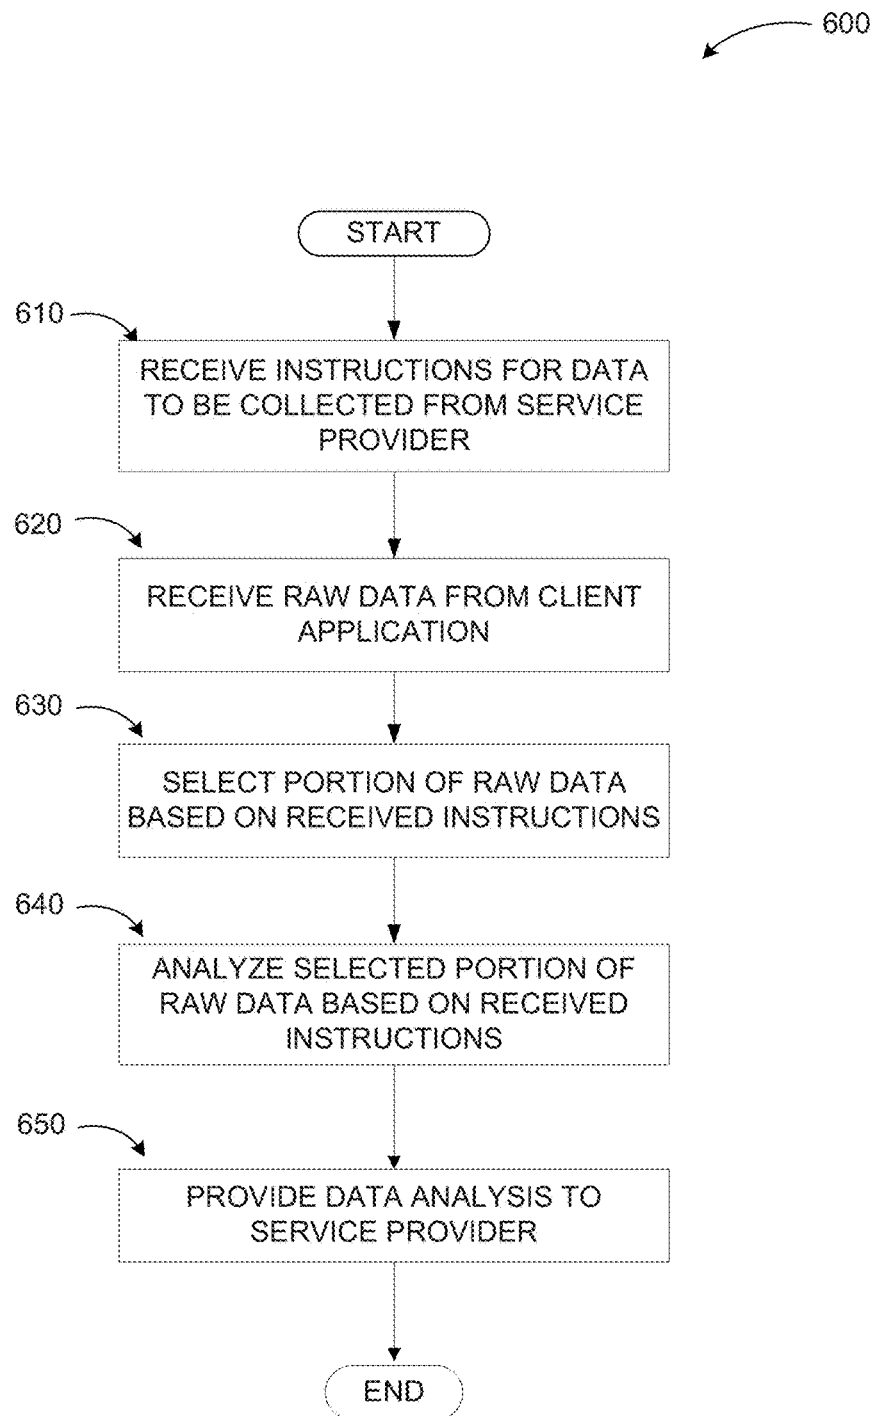 600
START
610
RECEIVE INSTRUCTIONS FOR DATA
TO BE COLLECTED FROM SERVICE
PROVIDER
620
RECEIVE RAW DATA FROM CLIENT
APPLICATION
630
SELECT PORTION OF RAW DATA
BASED ON RECEIVED INSTRUCTIONS
640
ANALYZE SELECTED PORTION OF
RAW DATA BASED ON RECEIVED
INSTRUCTIONS
650
PROVIDE DATA ANALYSIS TO
SERVICE PROVIDER
END